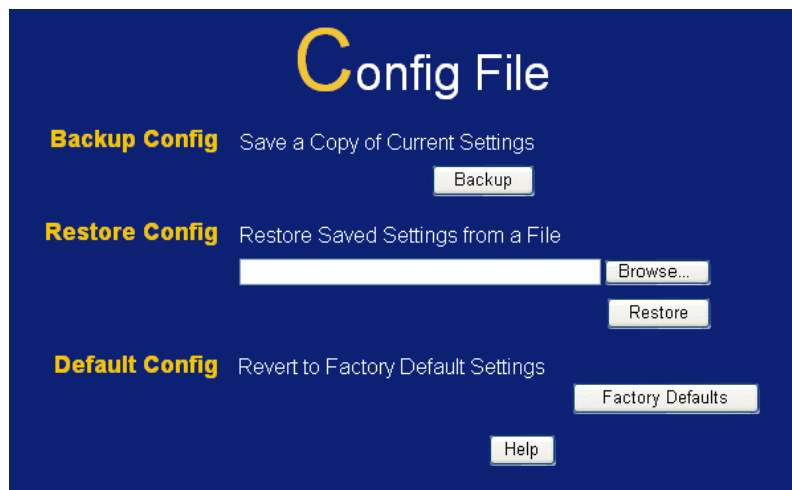 Config File
Backup Config Save a Copy of Current Settings
Backup
Restore Config Restore Saved Settings from a File
Browse...
Restore
Default Config Revert to Factory Default Settings
Factory Defaults
Help